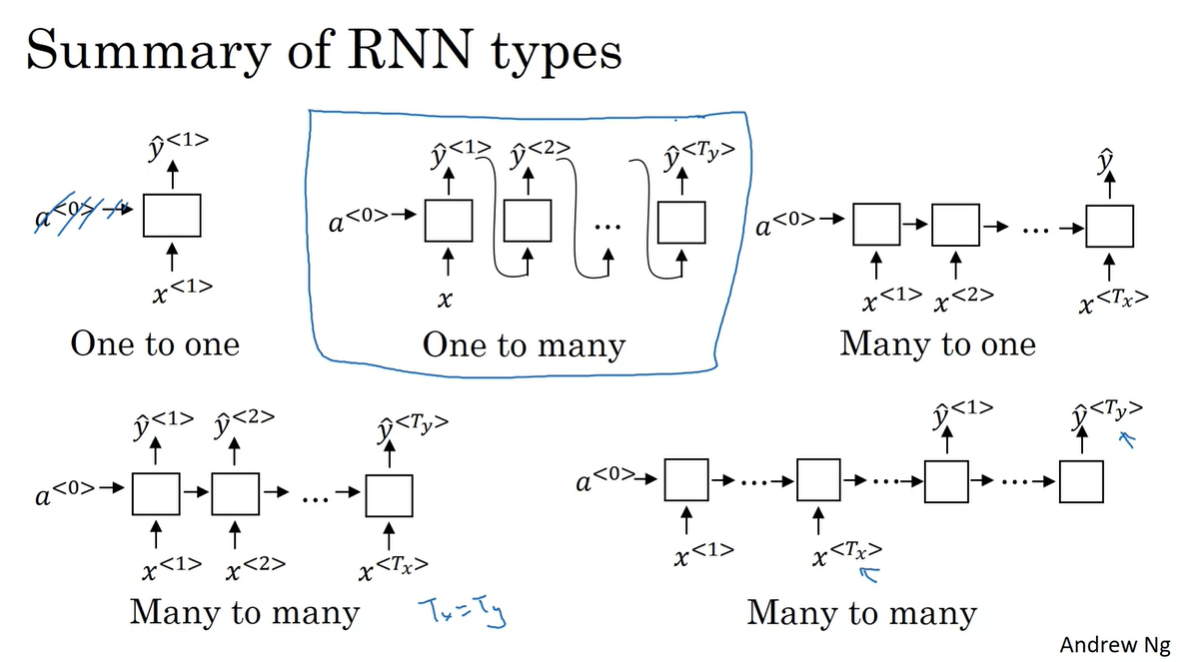 Summary of RNN types
ŷ<1>
a<0>
x<1>
One to one
ŷ<1> ŷ<2> ŷ<Ty>
a<0>
...
x
One to many
ŷ
a<0>
...
x<1> x<2> x<Tx>
Many to one
ŷ<1> ŷ<2> ŷ<Ty>
a<0>
...
x<1> x<2> x<Tx>
Many to many
Tx=Ty
ŷ<1> ŷ<Ty>
a<0>
... ... ...
x<1> x<Tx>
Many to many
Andrew Ng